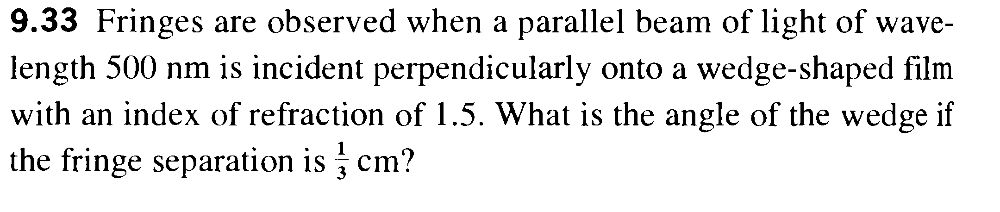 9.33 Fringes are observed when a parallel beam of light of wave-
length 500 nm is incident perpendicularly onto a wedge-shaped film
with an index of refraction of 1.5. What is the angle of the wedge if
the fringe separation is 1/3 cm?